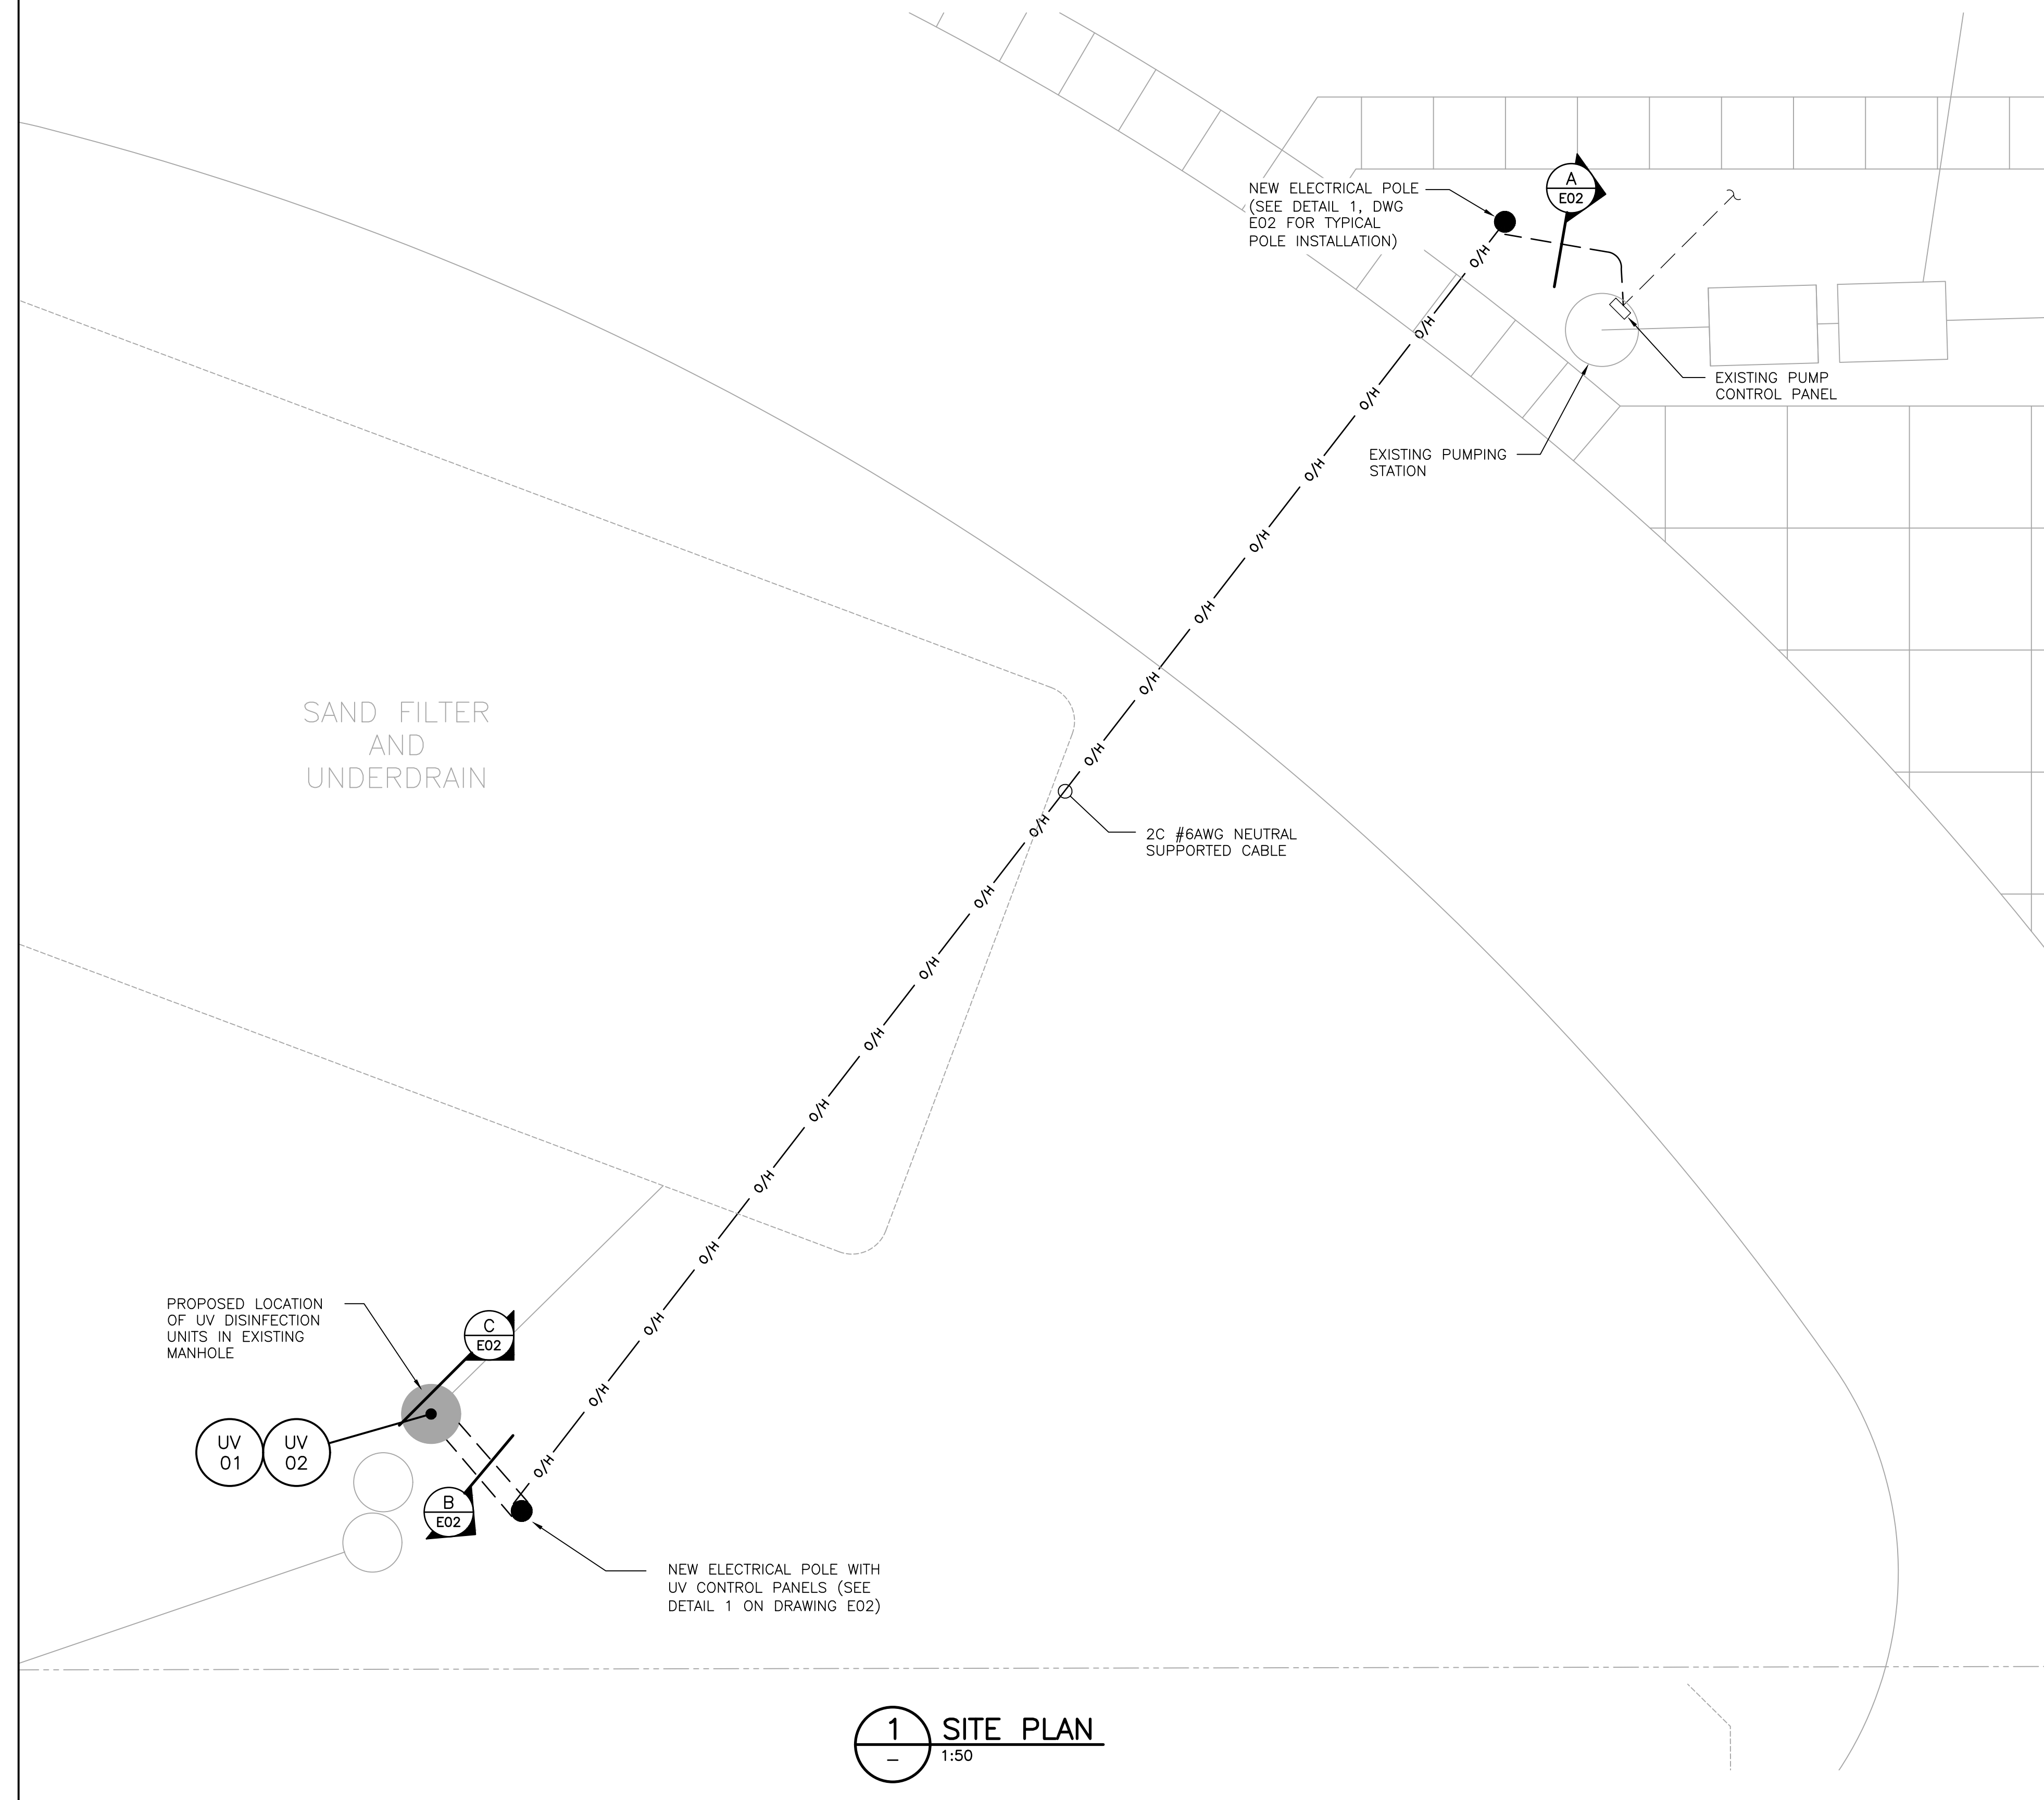 NEW ELECTRICAL POLE
(SEE DETAIL 1, DWG
E02 FOR TYPICAL
POLE INSTALLATION)
A
E02
O/H
O/H
EXISTING PUMP
CONTROL PANEL
O/H
EXISTING PUMPING
STATION
O/H
O/H
O/H
O/H
SAND FILTER
AND
UNDERDRAIN
O/H
O/H
2C #6AWG NEUTRAL
SUPPORTED CABLE
O/H
O/H
O/H
O/H
O/H
O/H
PROPOSED LOCATION
OF UV DISINFECTION
UNITS IN EXISTING
MANHOLE
C
E02
O/H
O/H
UV
01
UV
02
O/H
B
E02
NEW ELECTRICAL POLE WITH
UV CONTROL PANELS (SEE
DETAIL 1 ON DRAWING E02)
1
–
SITE PLAN
1:50